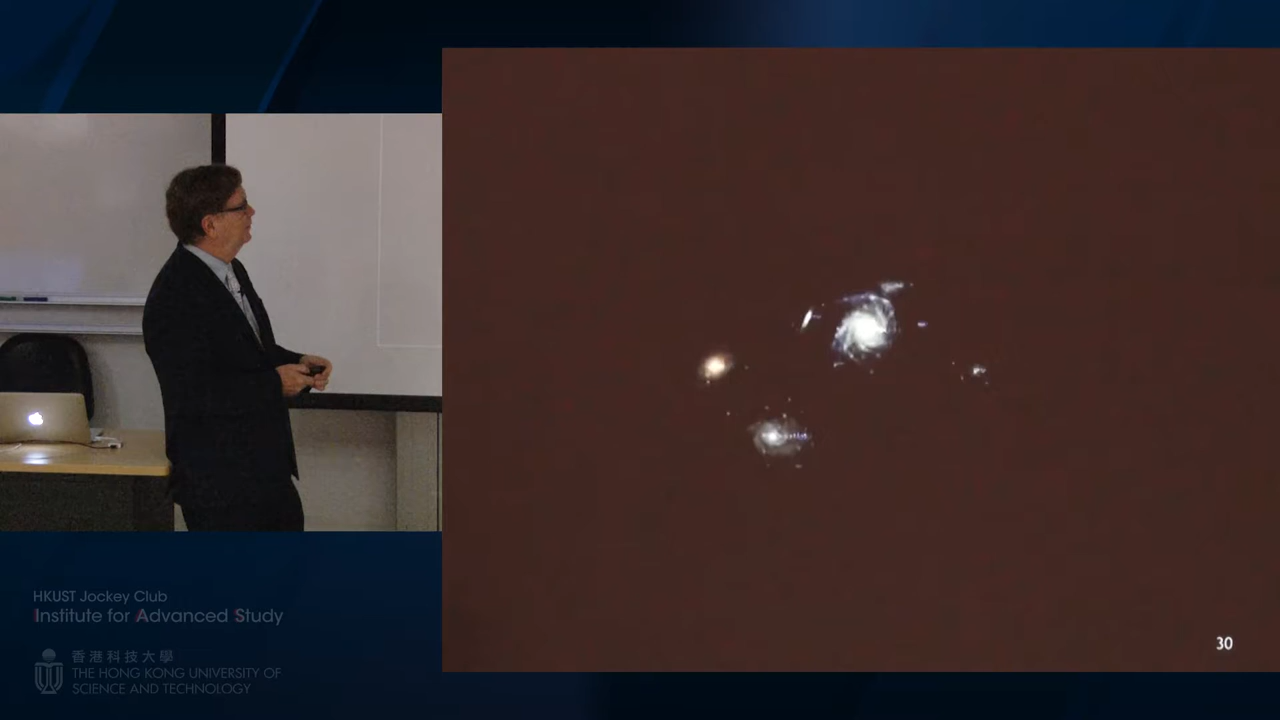 HKUST Jockey Club
Institute for Advanced Study
香港科技大學
THE HONG KONG UNIVERSITY OF
SCIENCE AND TECHNOLOGY
30